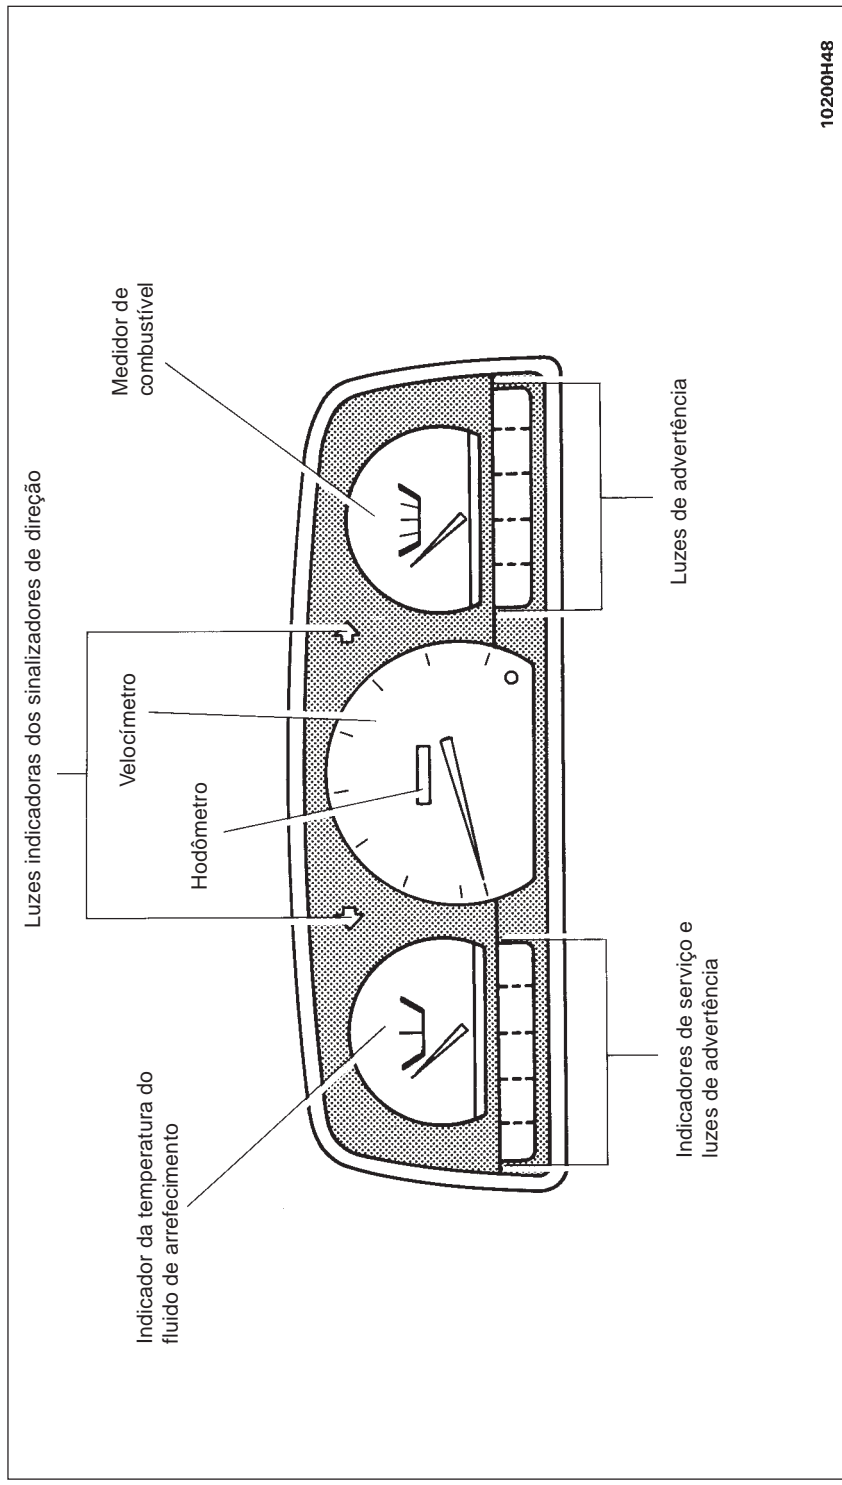 Luzes indicadoras dos sinalizadores de direção
Medidor de
combustível
Velocímetro
Hodômetro
Indicador da temperatura do
fluido de arrefecimento
Indicadores de serviço e
luzes de advertência
Luzes de advertência
10200H48